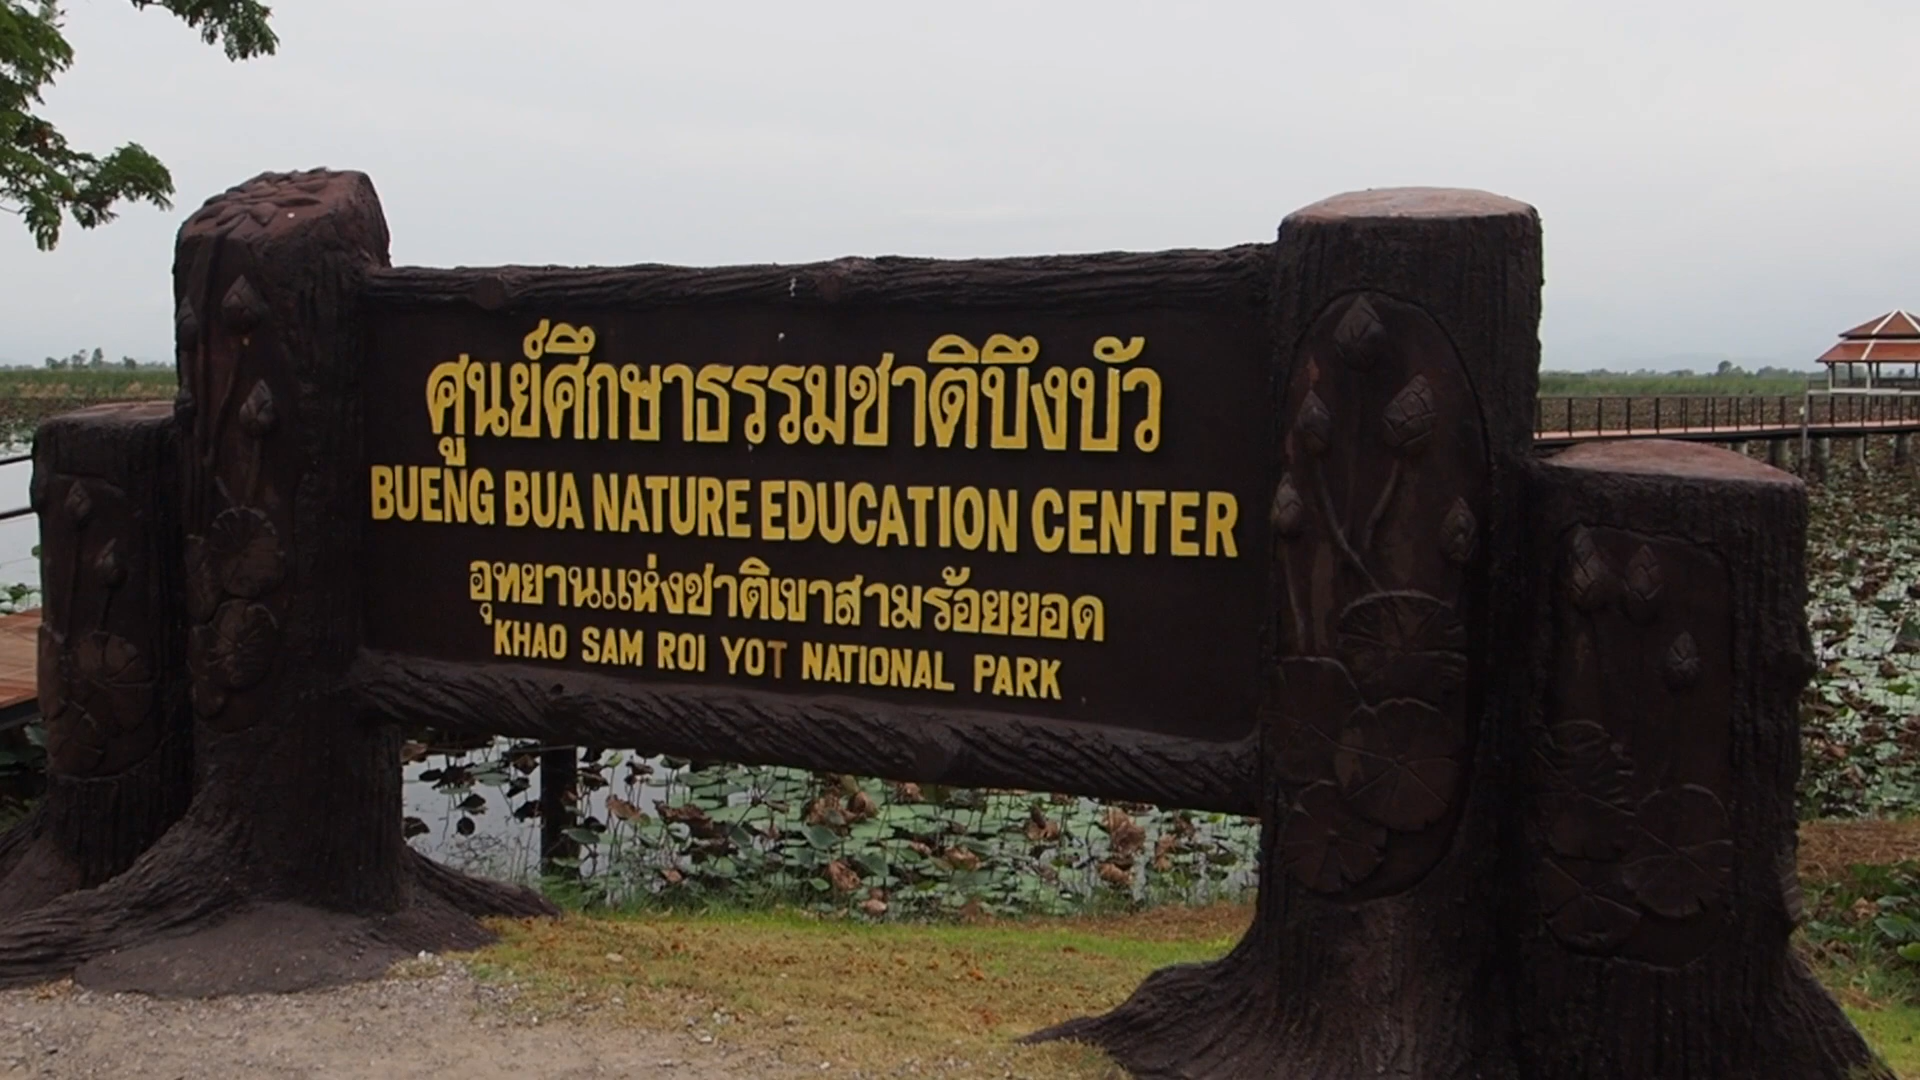 ศูนย์ศึกษาธรรมชาติบึงบัว
BUENG BUA NATURE EDUCATION CENTER
อุทยานแห่งชาติเขาสามร้อยยอด
KHAO SAM ROI YOT NATIONAL PARK